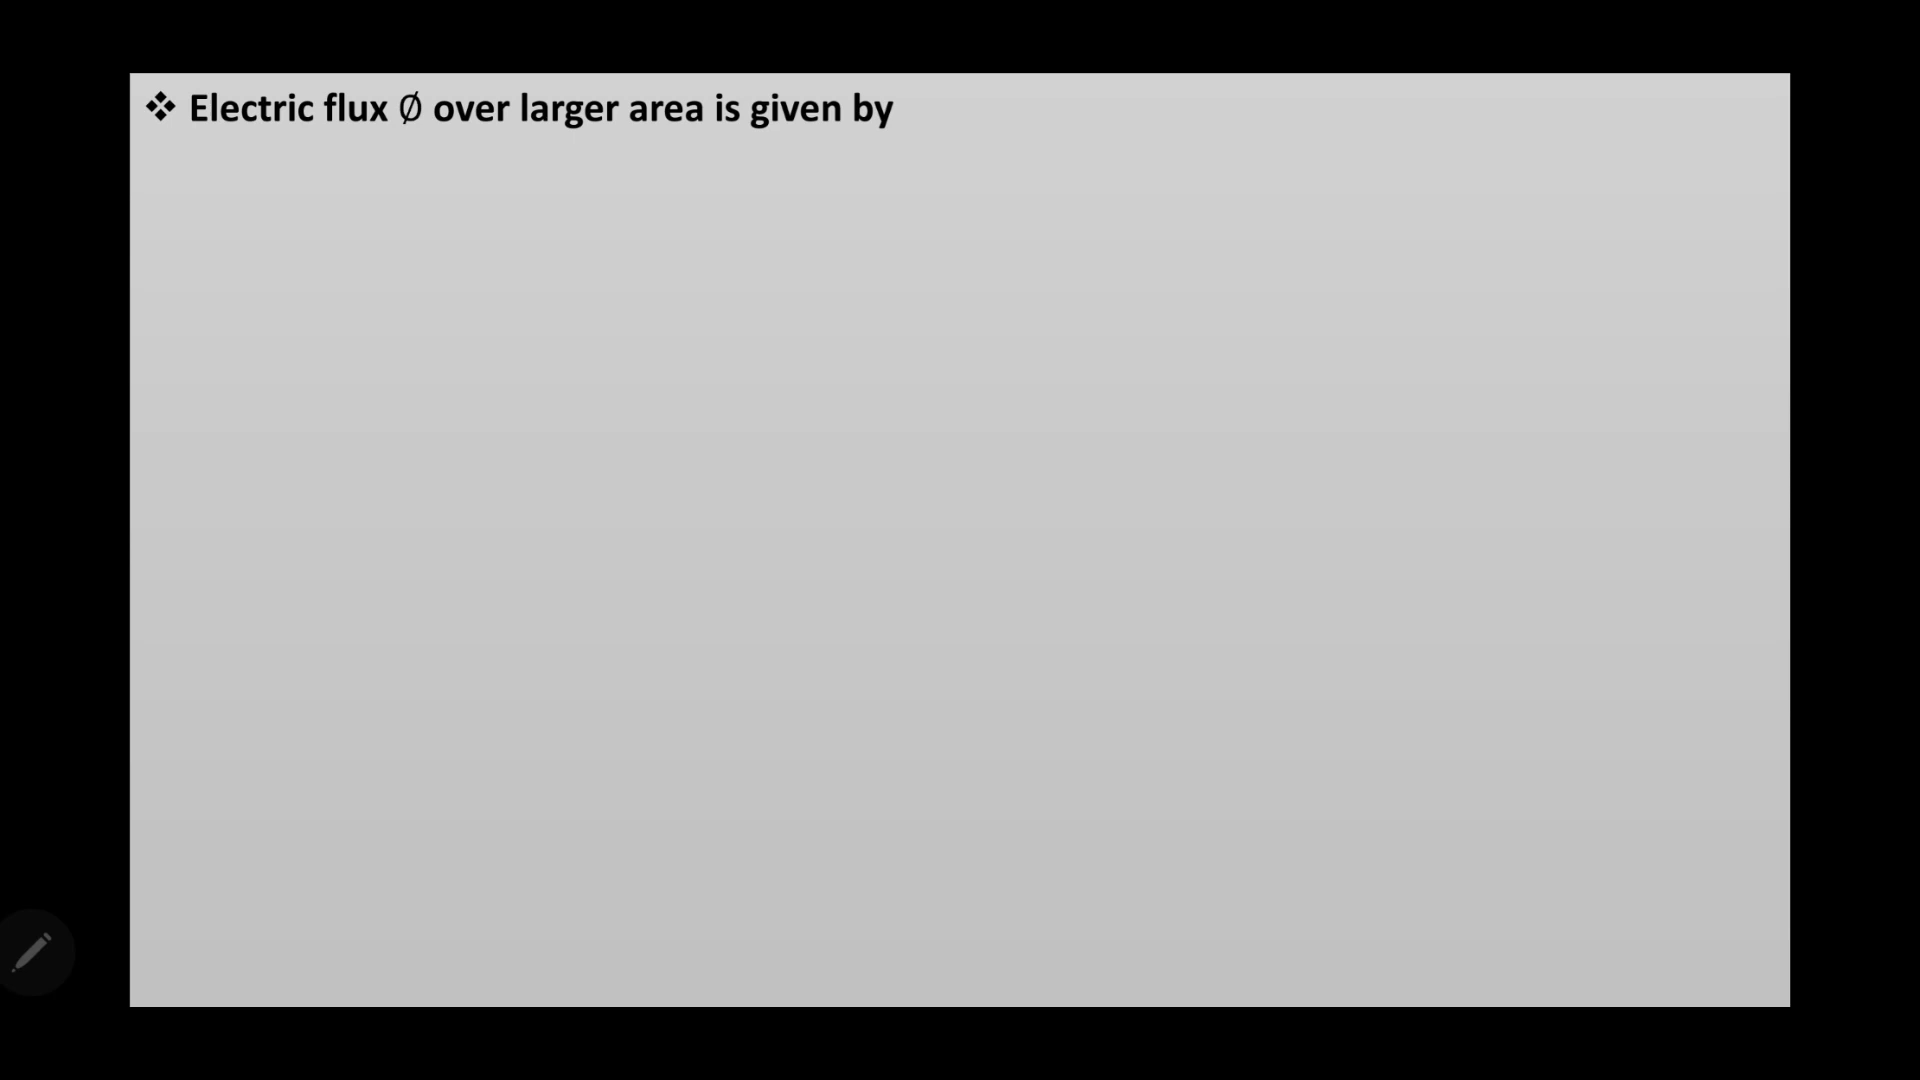 ❖ Electric flux ∅ over larger area is given by